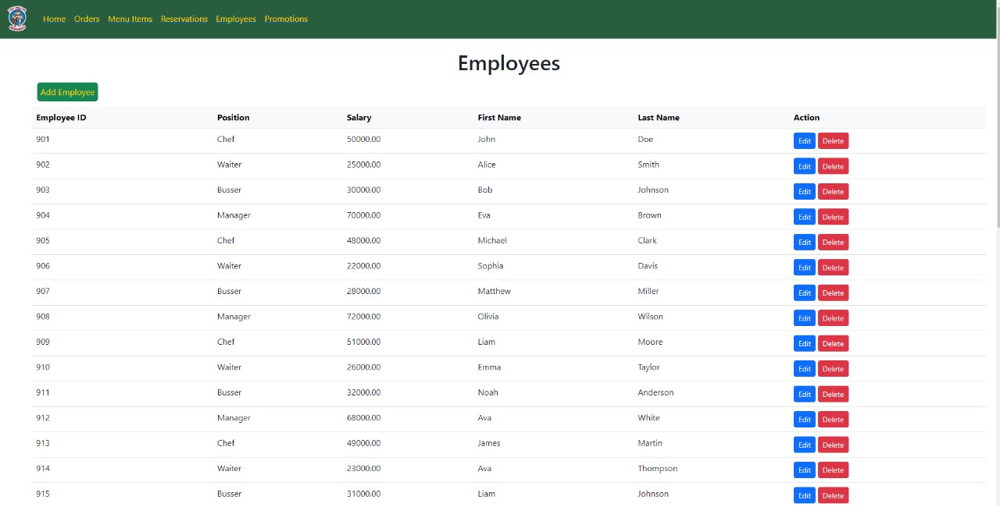 Home Orders Menu Items Reservations Employees Promotions
Employees
Add Employee
Employee ID Position Salary First Name Last Name Action
901 Chef 50000.00 John Doe Edit Delete
902 Waiter 25000.00 Alice Smith Edit Delete
903 Busser 30000.00 Bob Johnson Edit Delete
904 Manager 70000.00 Eva Brown Edit Delete
905 Chef 48000.00 Michael Clark Edit Delete
906 Waiter 22000.00 Sophia Davis Edit Delete
907 Busser 28000.00 Matthew Miller Edit Delete
908 Manager 72000.00 Olivia Wilson Edit Delete
909 Chef 51000.00 Liam Moore Edit Delete
910 Waiter 26000.00 Emma Taylor Edit Delete
911 Busser 32000.00 Noah Anderson Edit Delete
912 Manager 68000.00 Ava White Edit Delete
913 Chef 49000.00 James Martin Edit Delete
914 Waiter 23000.00 Ava Thompson Edit Delete
915 Busser 31000.00 Liam Johnson Edit Delete